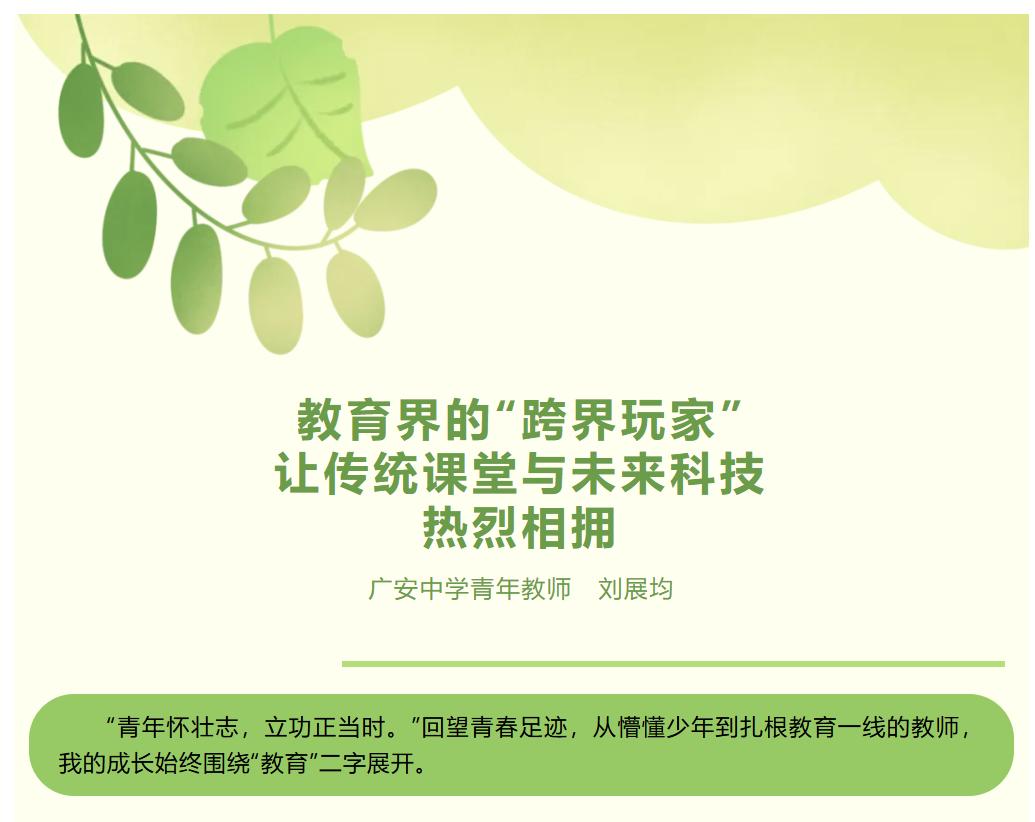 教育界的“跨界玩家”
让传统课堂与未来科技
热烈相拥
广安中学青年教师　刘展均
“青年怀壮志，立功正当时。”回望青春足迹，从懵懂少年到扎根教育一线的教师，
我的成长始终围绕“教育”二字展开。